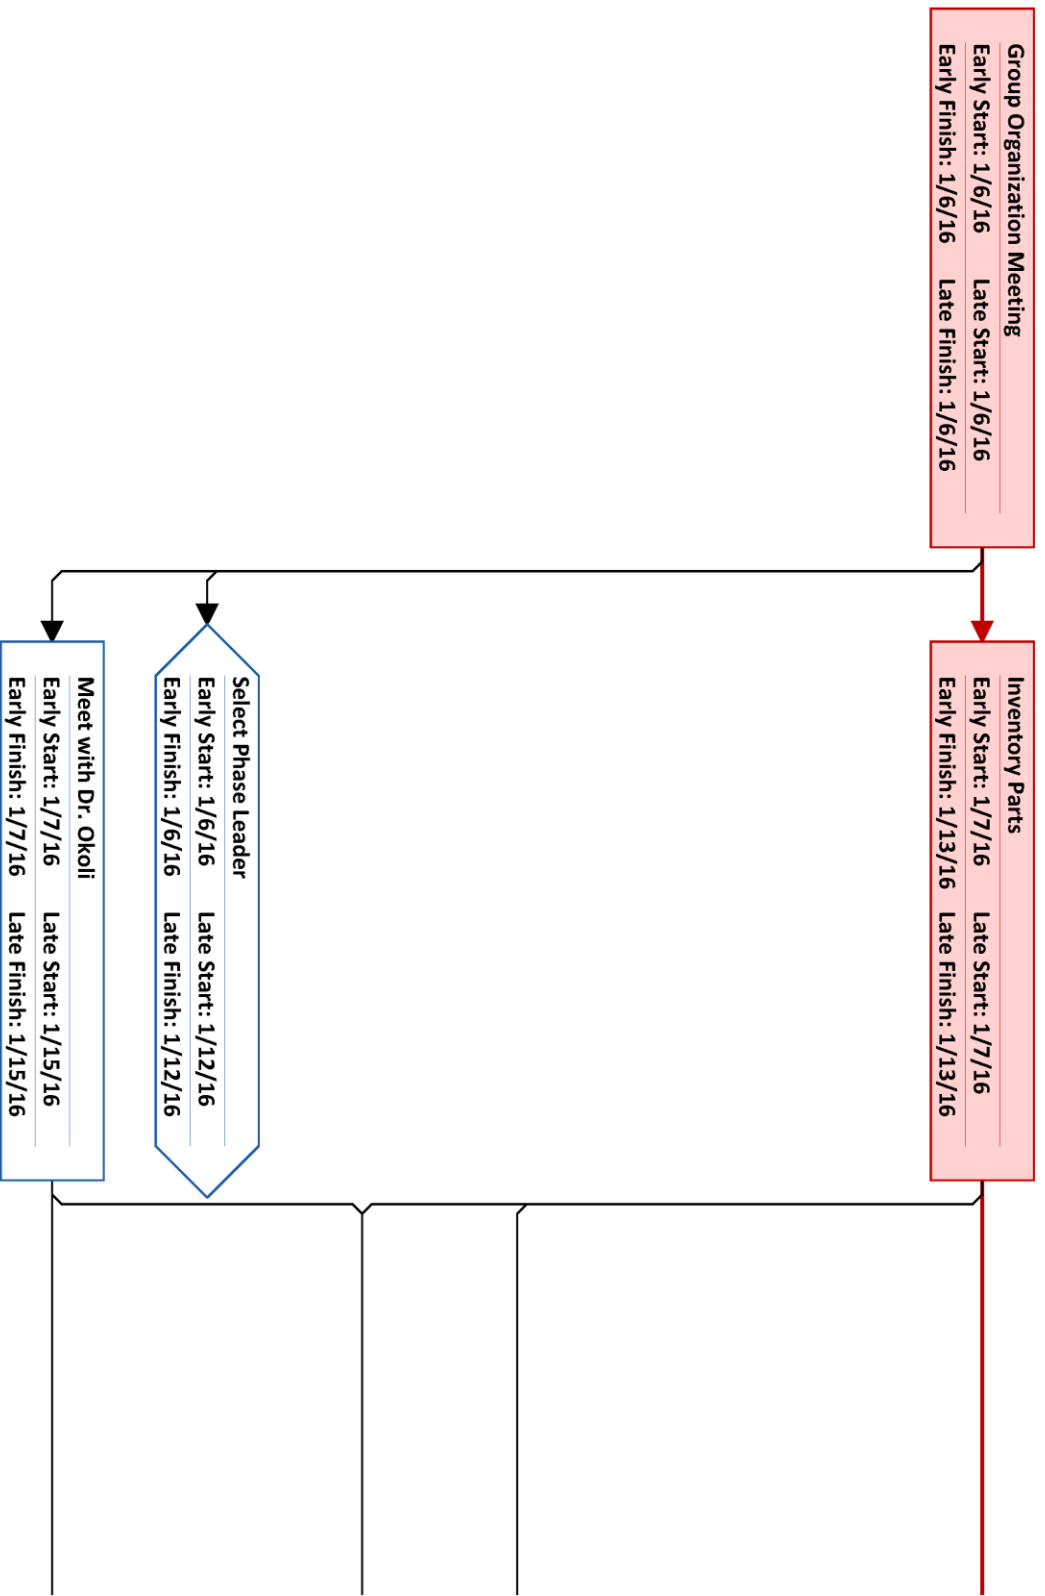 Group Organization Meeting
Early Start: 1/6/16 Late Start: 1/6/16
Early Finish: 1/6/16 Late Finish: 1/6/16
Inventory Parts
Early Start: 1/7/16 Late Start: 1/7/16
Early Finish: 1/13/16 Late Finish: 1/13/16
Select Phase Leader
Early Start: 1/6/16 Late Start: 1/12/16
Early Finish: 1/6/16 Late Finish: 1/12/16
Meet with Dr. Okoli
Early Start: 1/7/16 Late Start: 1/15/16
Early Finish: 1/7/16 Late Finish: 1/15/16